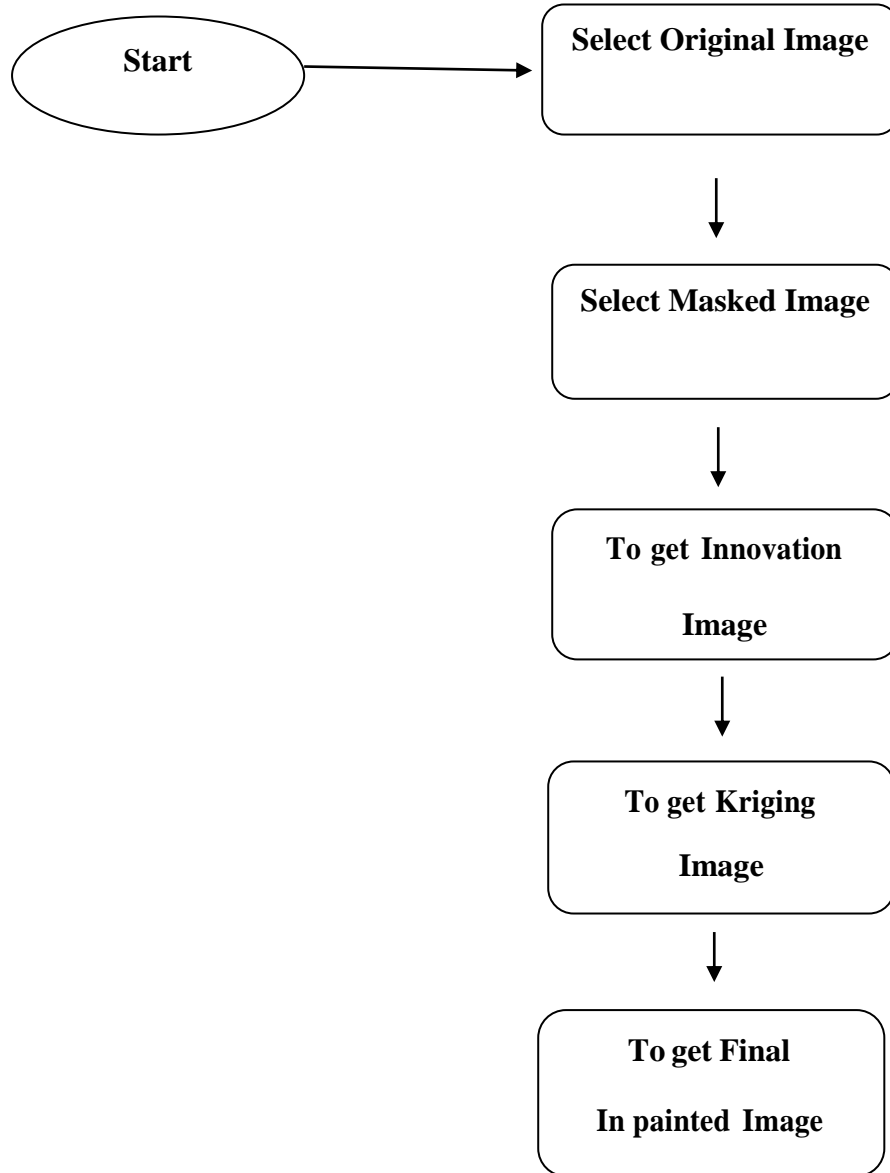 Start
Select Original Image
Select Masked Image
To get Innovation
Image
To get Kriging
Image
To get Final
In painted Image